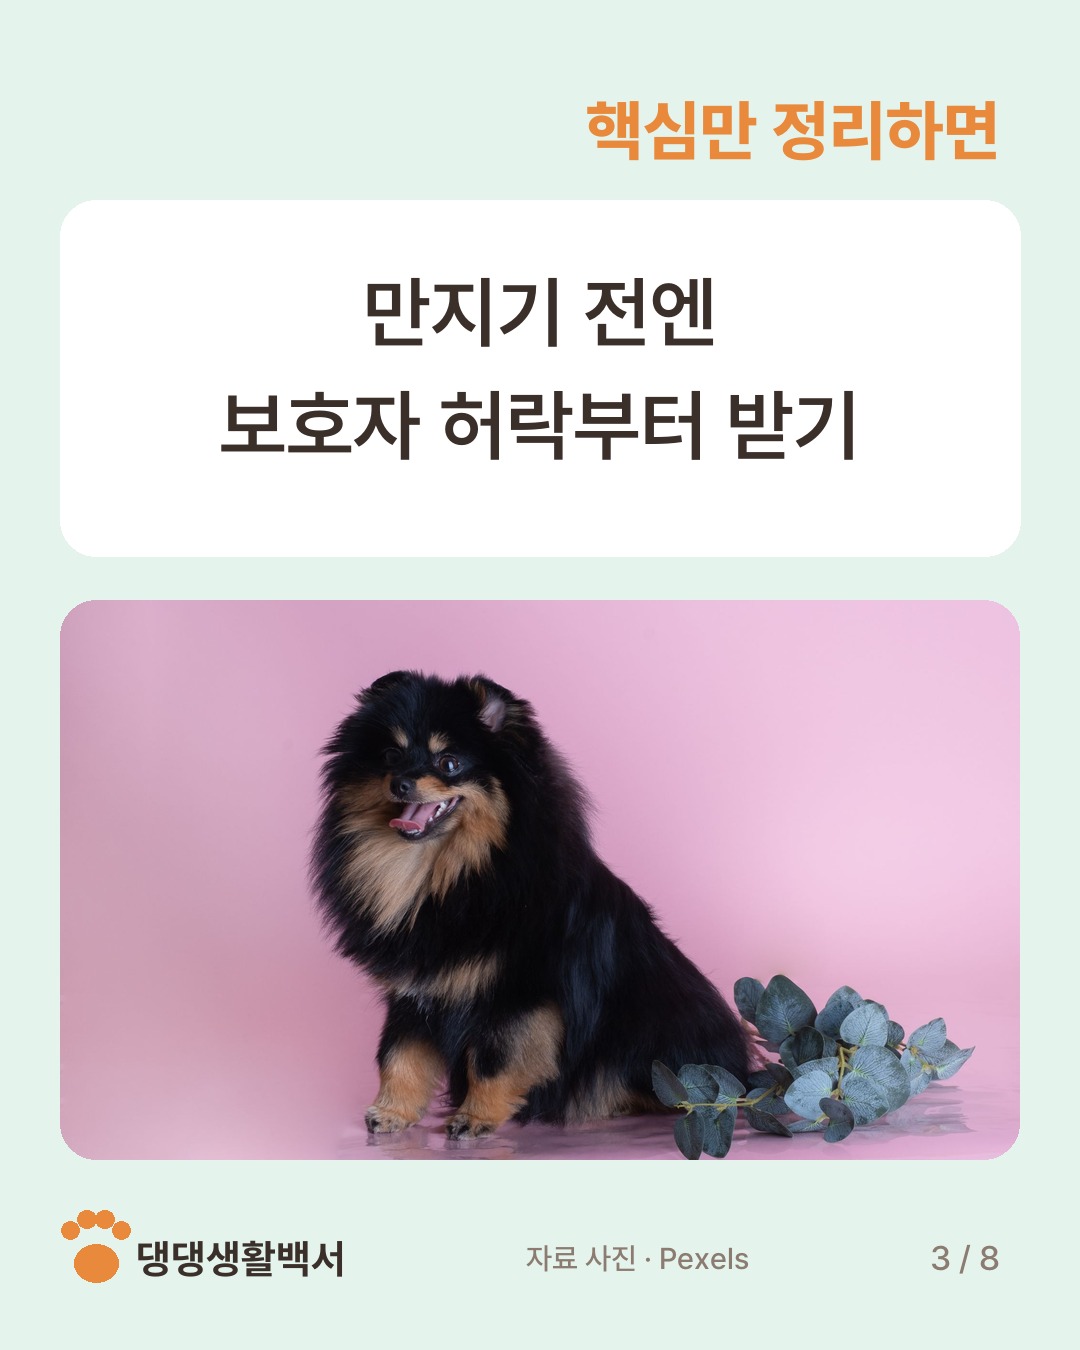 핵심만 정리하면
만지기 전엔
보호자 허락부터 받기
댕댕생활백서
자료 사진 · Pexels
3 / 8